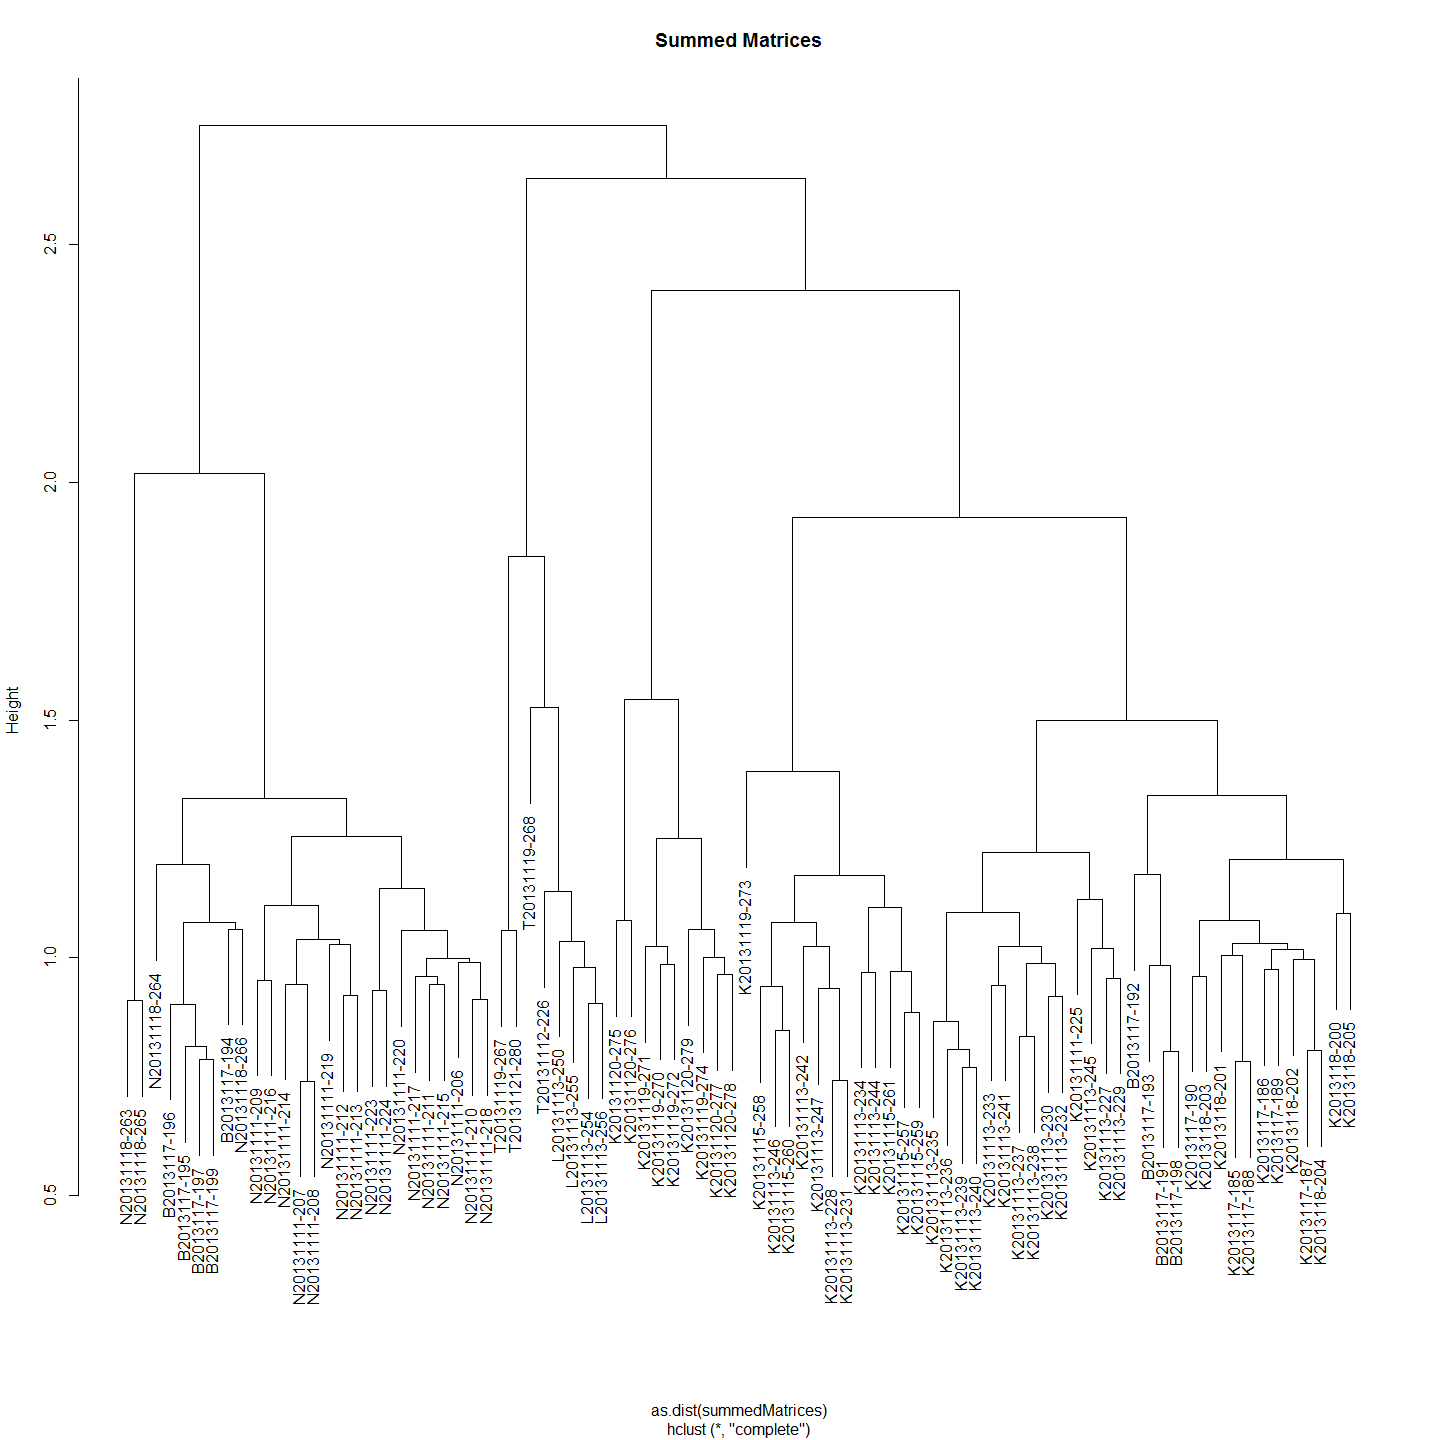 Summed Matrices
Height
0.5
1.0
1.5
2.0
2.5
N20131118-263
N20131118-265
N20131118-264
B2013117-196
B2013117-195
B2013117-197
B2013117-199
B2013117-194
N20131118-266
N20131111-209
N20131111-216
N20131111-214
N20131111-207
N20131111-208
N20131111-219
N20131111-212
N20131111-213
N20131111-223
N20131111-224
N20131111-220
N20131111-217
N20131111-211
N20131111-215
N20131111-206
N20131111-210
N20131111-218
T20131119-267
T20131121-280
T20131119-268
T20131112-226
L20131113-250
L20131113-255
L20131113-254
L20131113-256
K20131120-275
K20131120-276
K20131119-271
K20131119-270
K20131119-272
K20131120-279
K20131119-274
K20131120-277
K20131120-278
K20131119-273
K20131115-258
K20131113-246
K20131115-260
K20131113-242
K20131113-247
K20131113-228
K20131113-231
K20131113-234
K20131113-244
K20131115-261
K20131115-257
K20131115-259
K20131113-235
K20131113-236
K20131113-239
K20131113-240
K20131113-233
K20131113-241
K20131113-237
K20131113-238
K20131113-230
K20131113-232
K20131111-225
K20131113-245
K20131113-227
K20131113-229
B2013117-192
B2013117-193
B2013117-191
B2013117-198
K2013117-190
K2013118-203
K2013118-201
K2013117-185
K2013117-188
K2013117-186
K2013117-189
K2013118-202
K2013117-187
K2013118-204
K2013118-200
K2013118-205
as.dist(summedMatrices)
hclust (*, "complete")